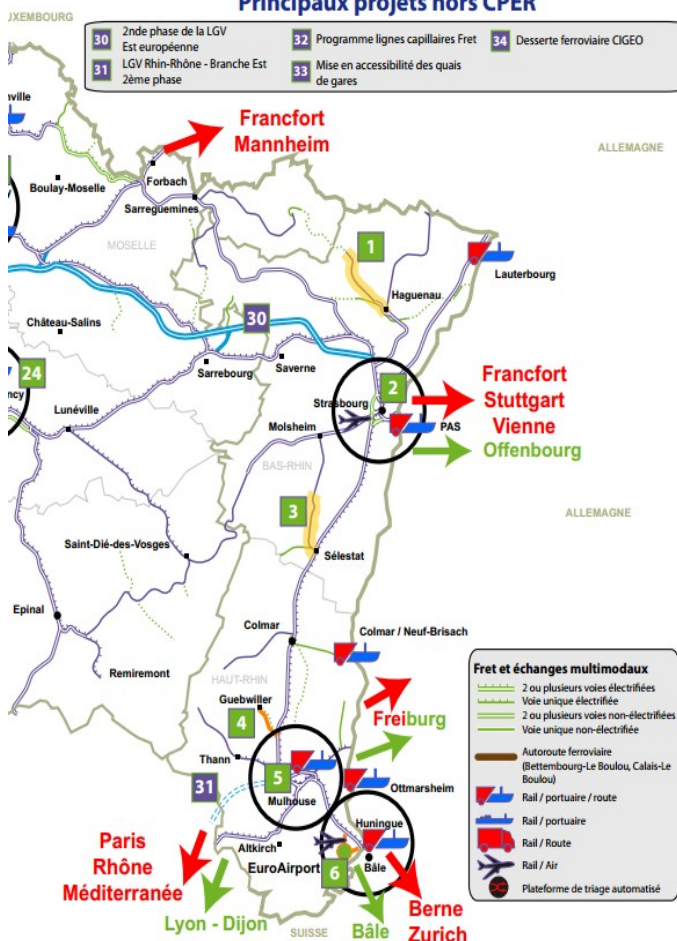 Principaux projets hors CPER
30 2nde phase de la LGV
Est européenne
31 LGV Rhin-Rhône - Branche Est
2ème phase
32 Programme lignes capillaires Fret
33 Mise en accessibilité des quais
de gares
34 Desserte ferroviaire CIGEO
UXEMBOURG
Francfort
Mannheim
ALLEMAGNE
nville
Forbach
Boulay-Moselle
Sarreguemines
MOSELLE
1
Lauterbourg
Haguenau
30
Château-Salins
Sarrebourg
Saverne
24
ncy
2
Strasbourg
PAS
Francfort
Stuttgart
Vienne
Offenbourg
Lunéville
Molsheim
BAS-RHIN
3
ALLEMAGNE
Saint-Dié-des-Vosges
Sélestat
Epinal
Colmar
Colmar / Neuf-Brisach
Remiremont
HAUT-RHIN
Guebwiller
4
Freiburg
Thann
5
31
Mulhouse
Ottmarsheim
Huningue
Altkirch
EuroAirport
6
Bâle
Paris
Rhône
Méditerranée
Lyon - Dijon
SUISSE
Bâle
Berne
Zurich
Fret et échanges multimodaux
2 ou plusieurs voies électrifiées
Voie unique électrifiée
2 ou plusieurs voies non-électrifiées
Voie unique non-électrifiée
Autoroute ferroviaire
(Bettembourg-Le Boulou, Calais-Le
Boulou)
Rail / portuaire / route
Rail / portuaire
Rail / Route
Rail / Air
Plateforme de triage automatisé